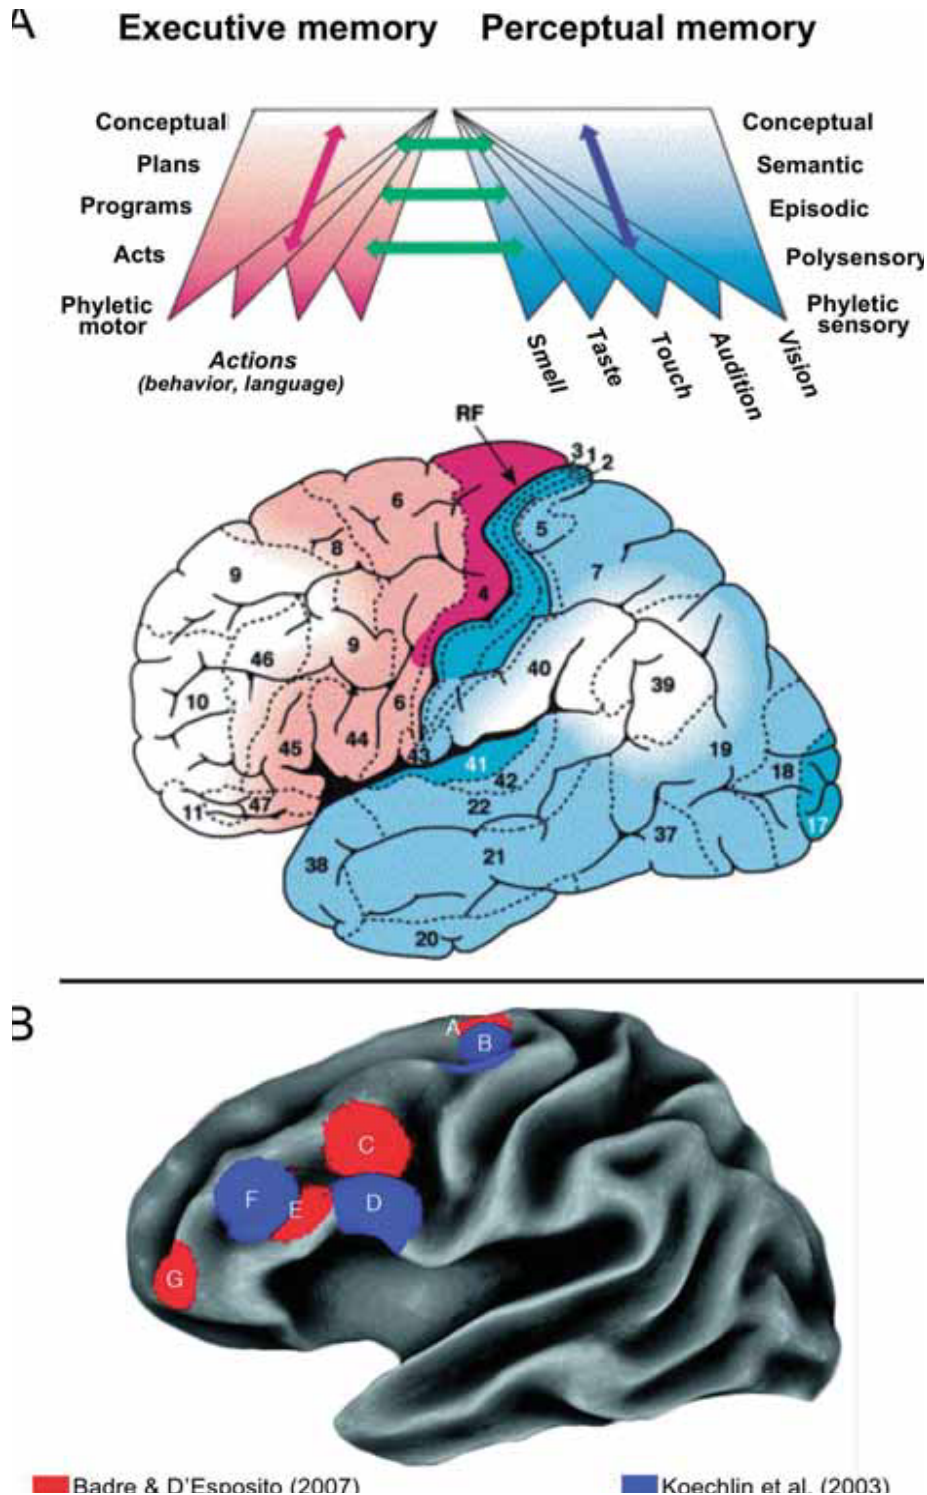 A
Executive memory Perceptual memory
Conceptual
Plans
Programs
Acts
Phyletic
motor
Conceptual
Semantic
Episodic
Polysensory
Phyletic
sensory
Actions
(behavior, language)
Smell
Taste
Touch
Audition
Vision
RF
3 1 2
6
5
8
7
9
4
9
46
40
39
10
6
45
44
43
41
19
42
18
47
11
22
17
37
21
38
20
B
A
B
C
F
E
D
G
Badre & D'Esposito (2007)
Koechlin et al. (2003)